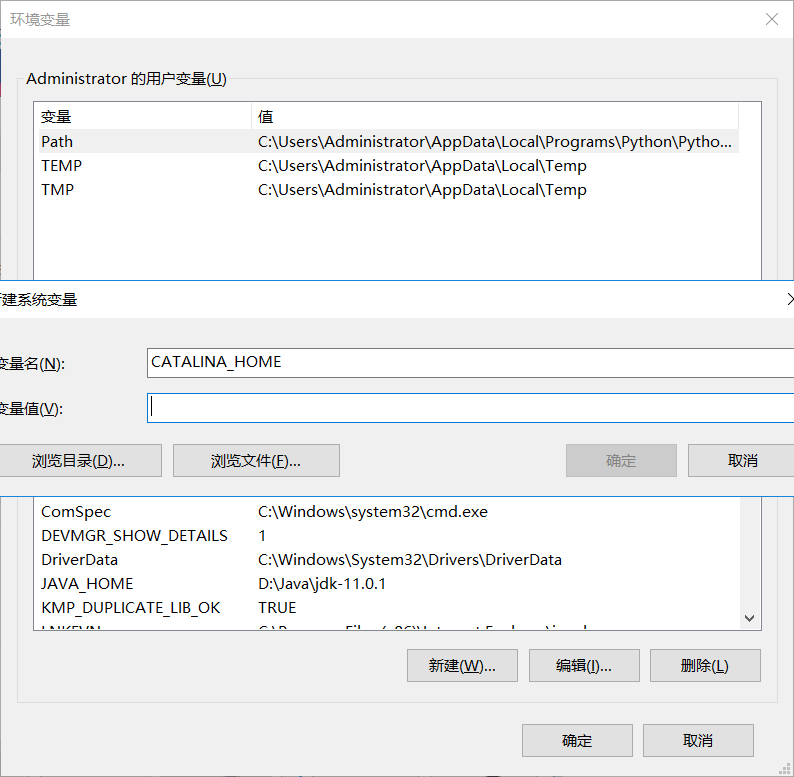 环境变量
Administrator 的用户变量(U)
变量 值
Path C:\Users\Administrator\AppData\Local\Programs\Python\Pytho...
TEMP C:\Users\Administrator\AppData\Local\Temp
TMP C:\Users\Administrator\AppData\Local\Temp
建系统变量
变量名(N): CATALINA_HOME
变量值(V):
浏览目录(D)... 浏览文件(F)... 确定 取消
ComSpec C:\Windows\system32\cmd.exe
DEVMGR_SHOW_DETAILS 1
DriverData C:\Windows\System32\Drivers\DriverData
JAVA_HOME D:\Java\jdk-11.0.1
KMP_DUPLICATE_LIB_OK TRUE
新建(W)... 编辑(I)... 删除(L)
确定 取消